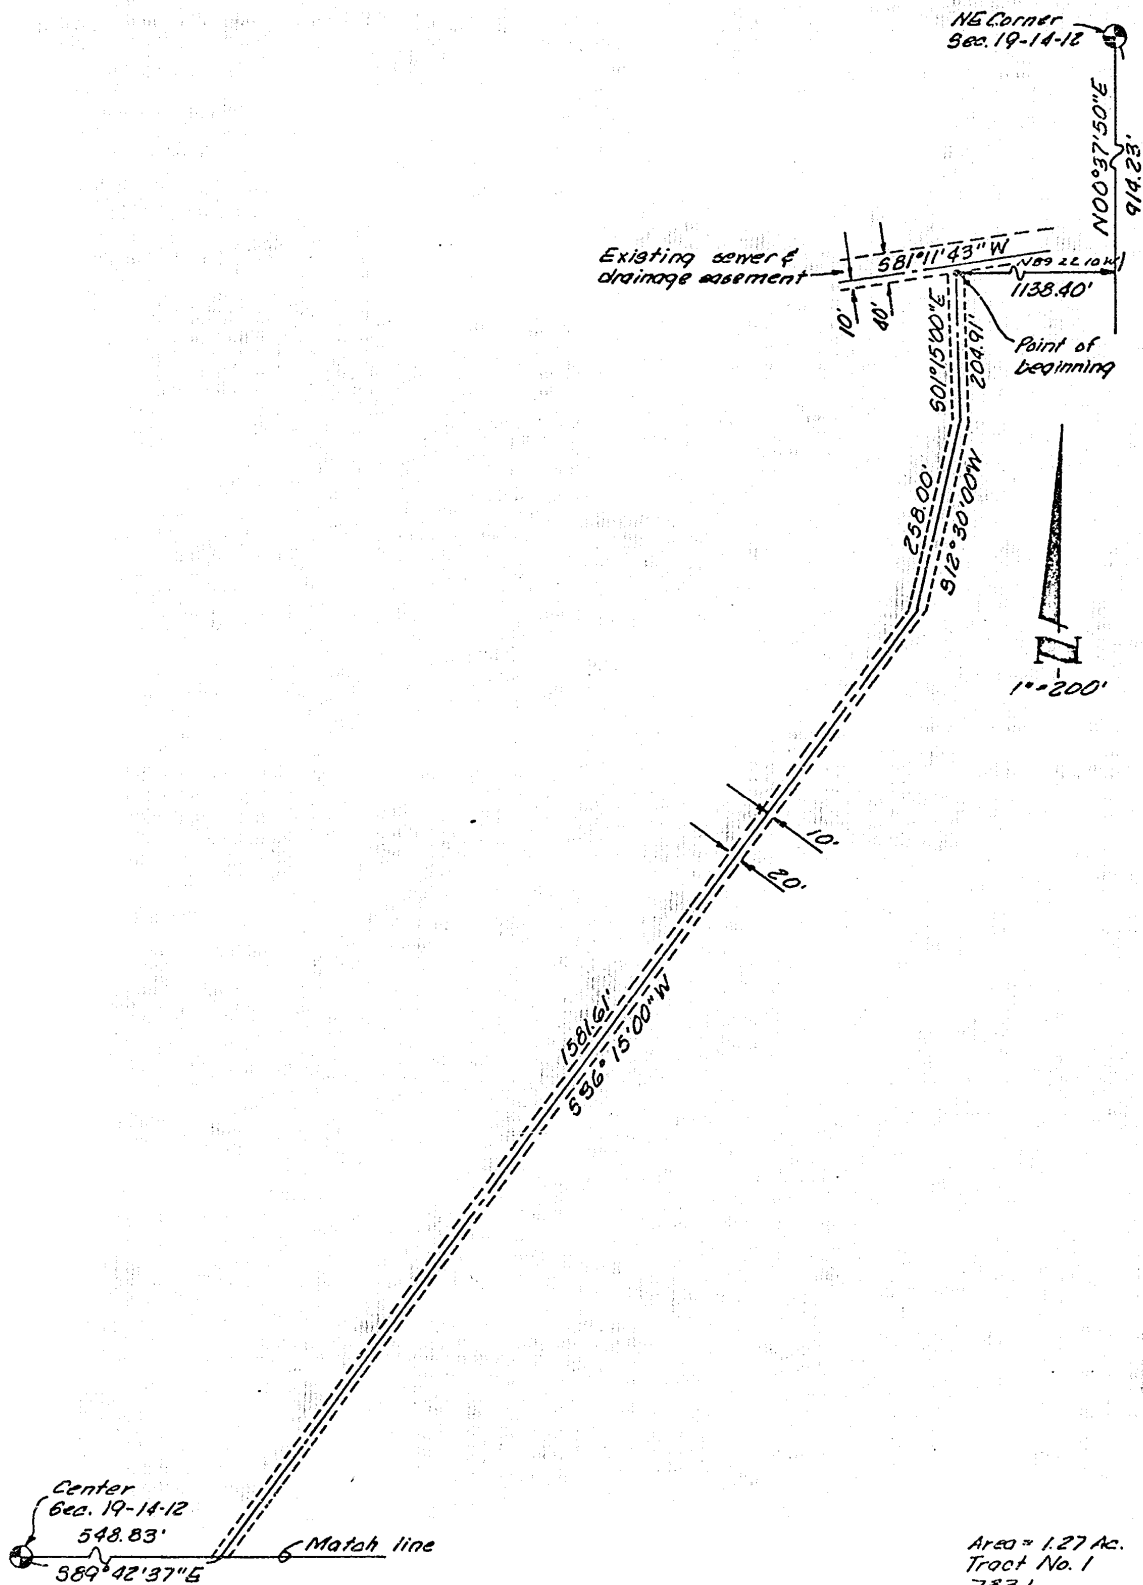 NE Corner
Sec. 19-14-12
N00°37'50"E
914.23'
Existing sewer &
drainage easement
S81°11'43"W
N89 22 10W
1138.40'
10'
40'
Point of
beginning
S01°15'00"E
204.91'
258.00'
S12°30'00"W
N
1"=200'
10'
20'
1581.61'
S36°15'00"W
Center
Sec. 19-14-12
548.83'
S89°42'37"E
Match line
Area = 1.27 Ac.
Tract No. 1